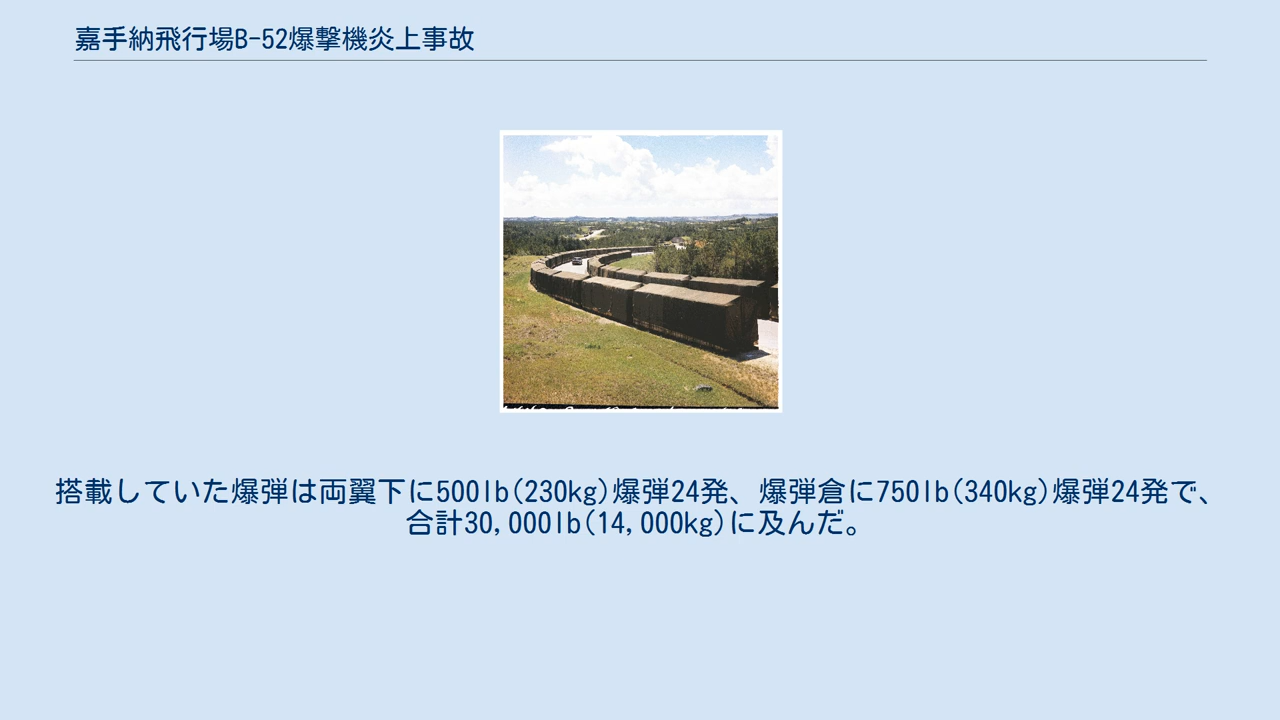 嘉手納飛行場B-52爆撃機炎上事故
搭載していた爆弾は両翼下に500lb(230kg)爆弾24発、爆弾倉に750lb(340kg)爆弾24発で、
合計30,000lb(14,000kg)に及んだ。